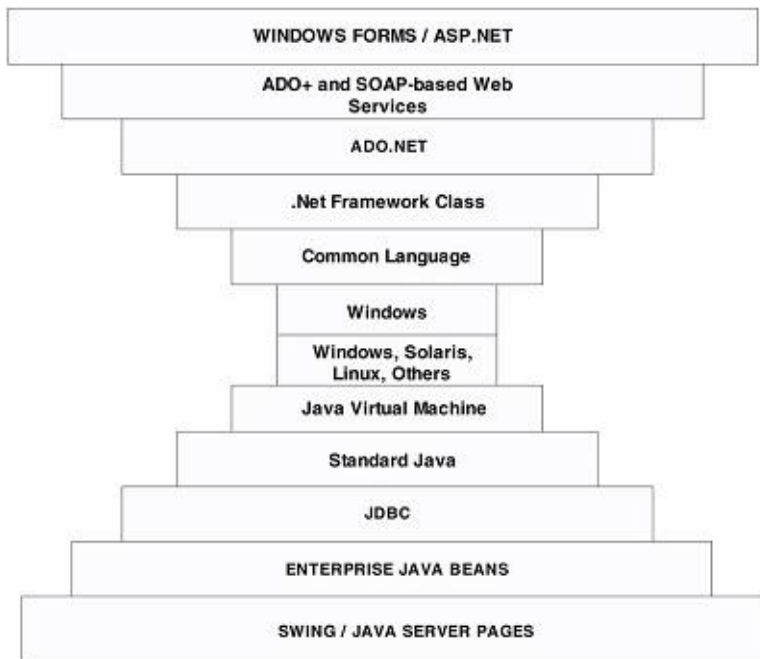 WINDOWS FORMS / ASP.NET
ADO+ and SOAP-based Web
Services
ADO.NET
.Net Framework Class
Common Language
Windows
Windows, Solaris,
Linux, Others
Java Virtual Machine
Standard Java
JDBC
ENTERPRISE JAVA BEANS
SWING / JAVA SERVER PAGES